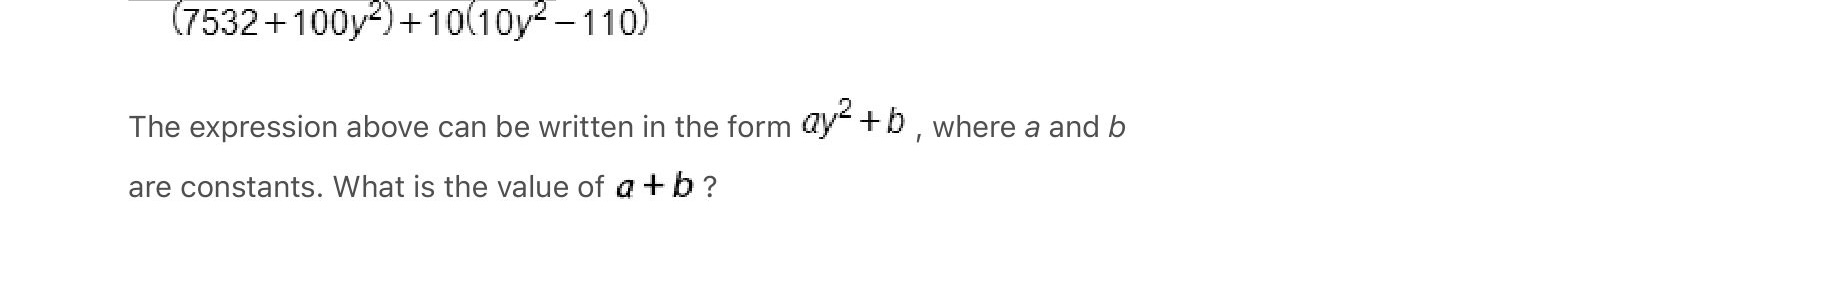 (7532+100y²)+10(10y²−110)
The expression above can be written in the form ay²+b , where a and b
are constants. What is the value of a+b ?